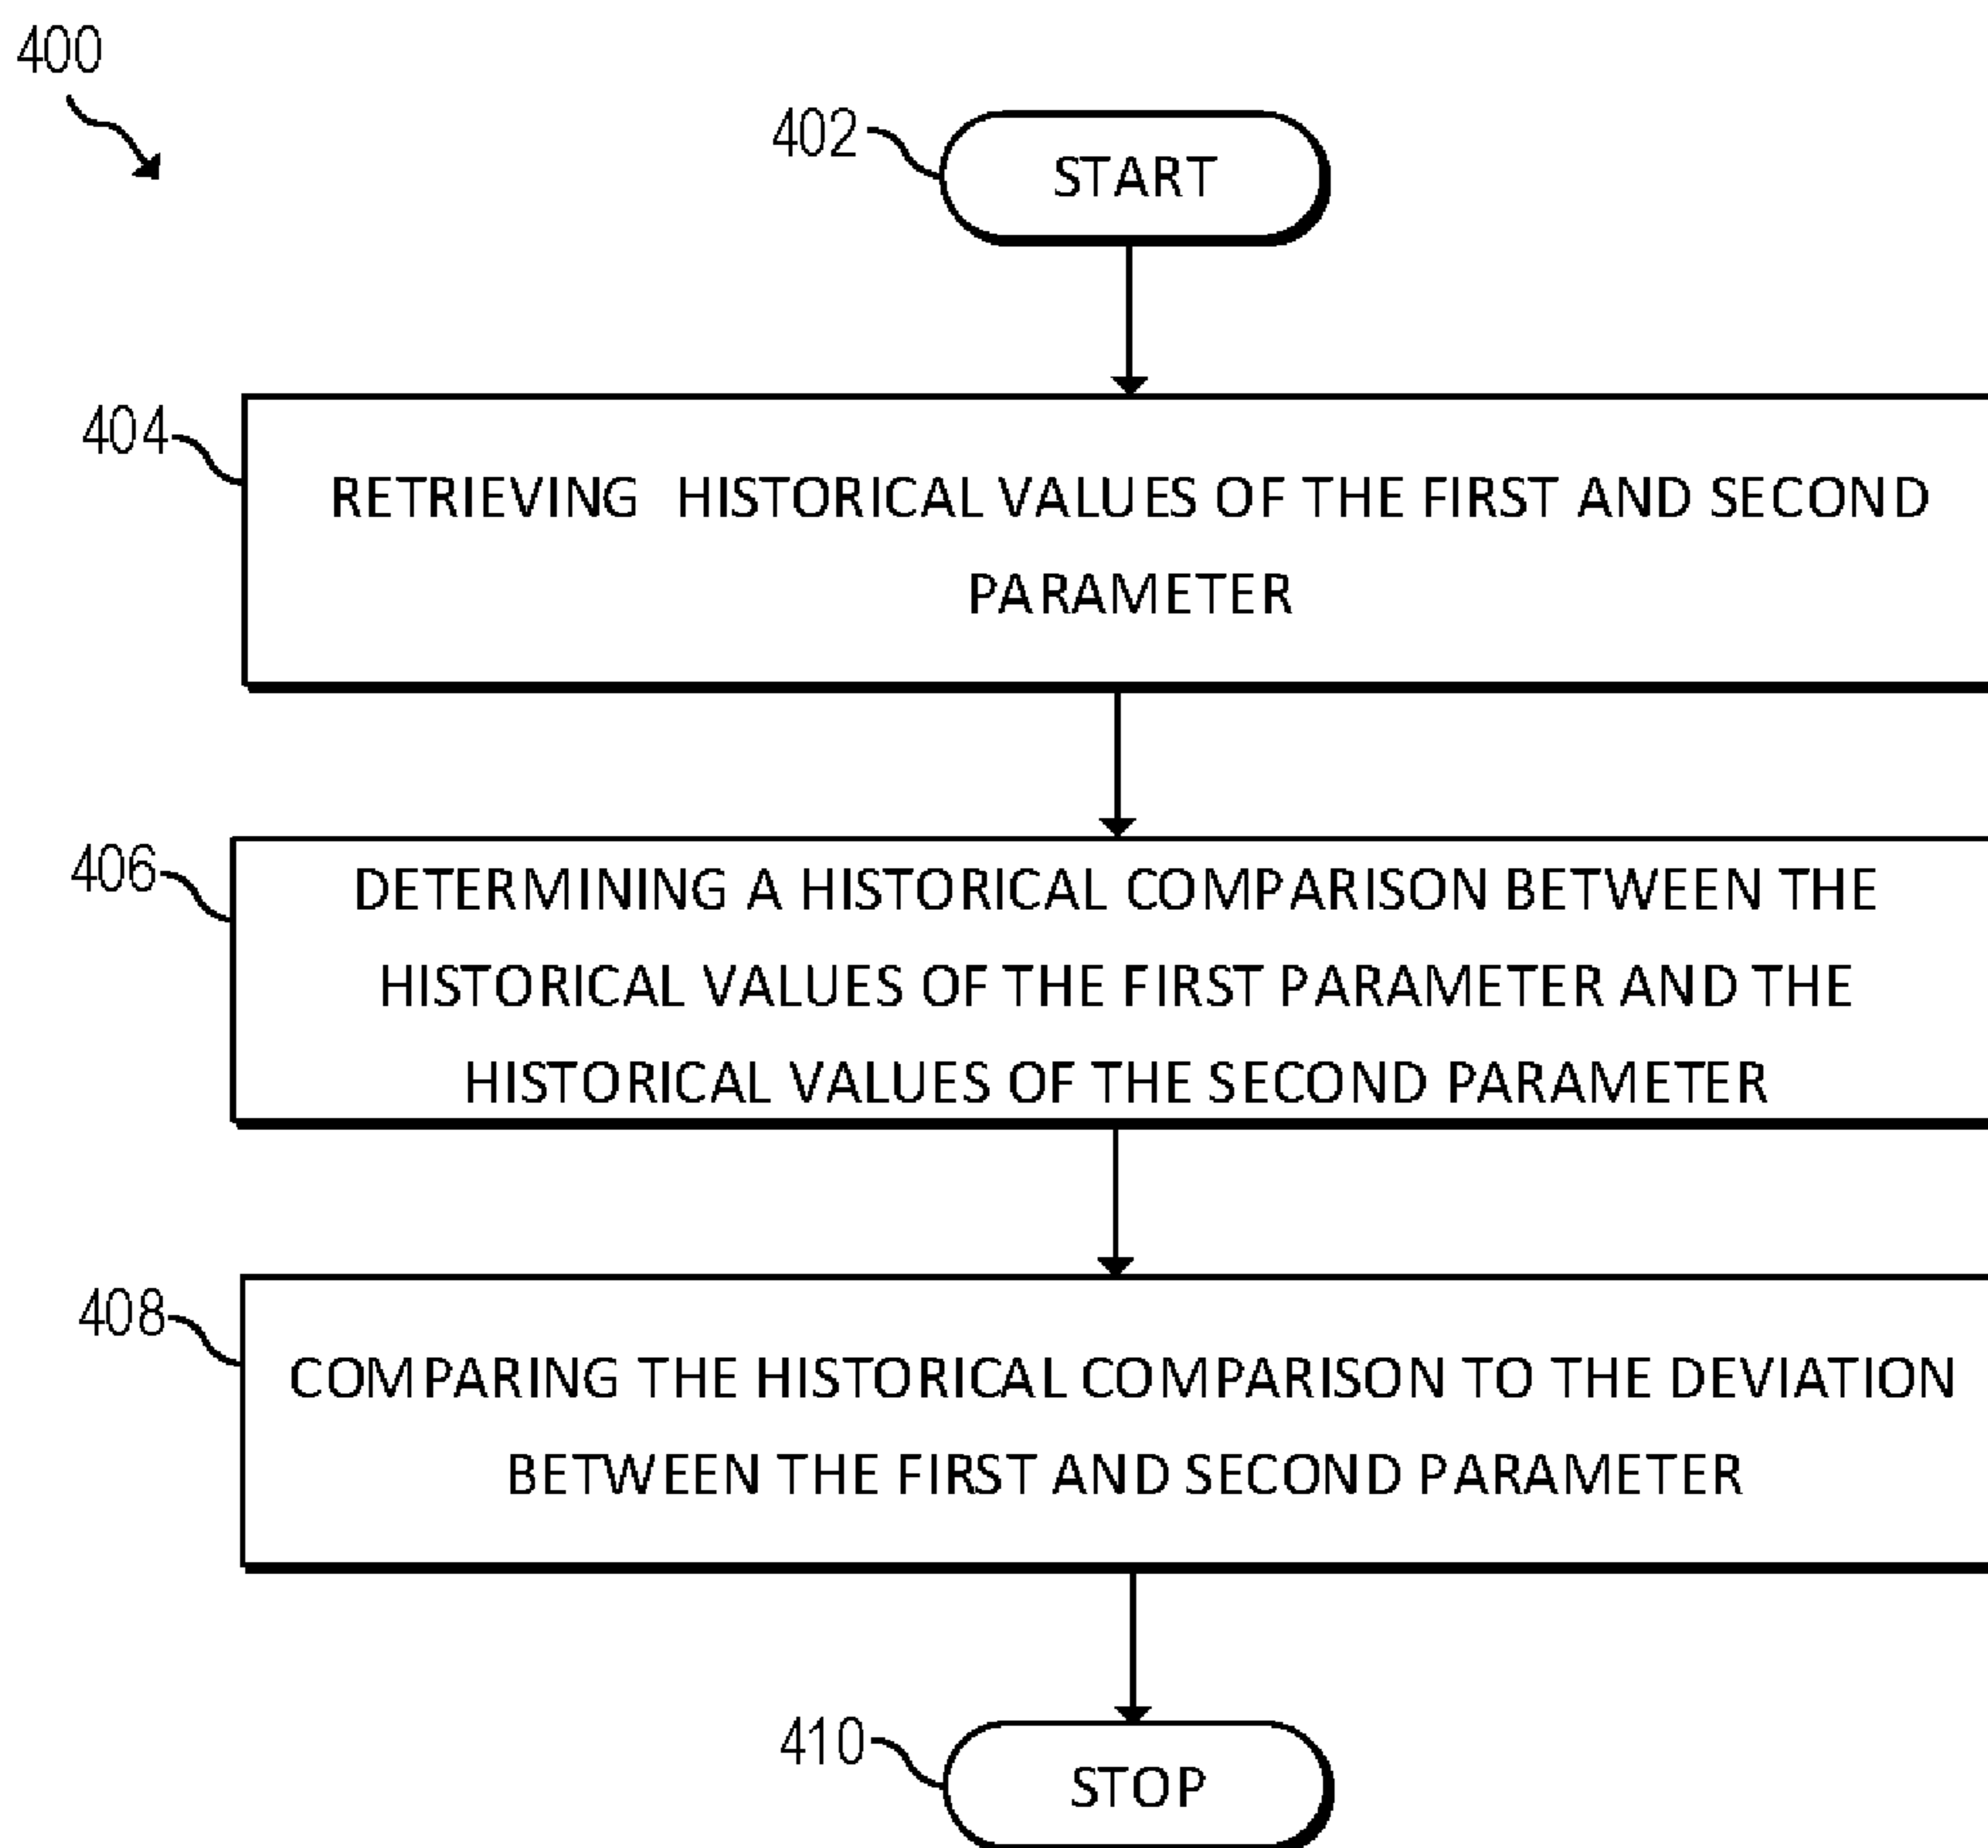 400
402
START
404
RETRIEVING HISTORICAL VALUES OF THE FIRST AND SECOND
PARAMETER
406
DETERMINING A HISTORICAL COMPARISON BETWEEN THE
HISTORICAL VALUES OF THE FIRST PARAMETER AND THE
HISTORICAL VALUES OF THE SECOND PARAMETER
408
COMPARING THE HISTORICAL COMPARISON TO THE DEVIATION
BETWEEN THE FIRST AND SECOND PARAMETER
410
STOP